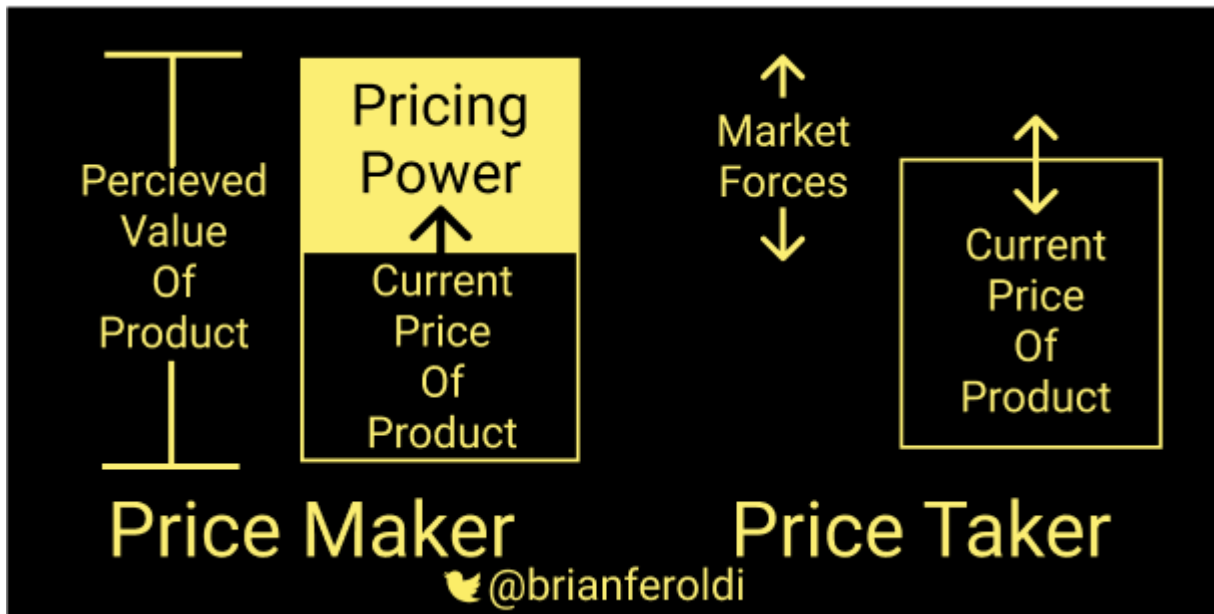 Percieved
Value
Of
Product
Pricing
Power
Current
Price
Of
Product
Price Maker
Market
Forces
Current
Price
Of
Product
Price Taker
@brianferoldi